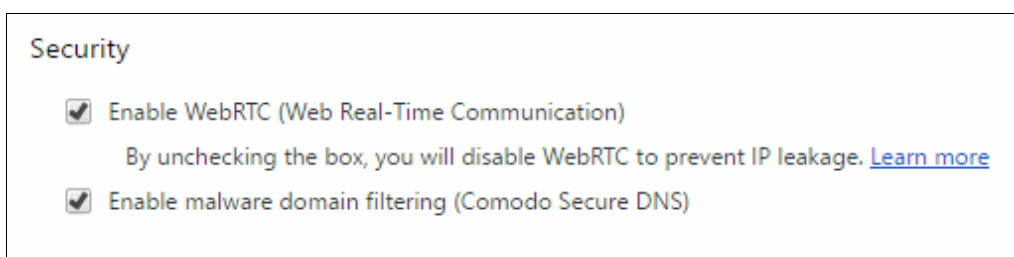 Security
Enable WebRTC (Web Real-Time Communication)
By unchecking the box, you will disable WebRTC to prevent IP leakage. Learn more
Enable malware domain filtering (Comodo Secure DNS)